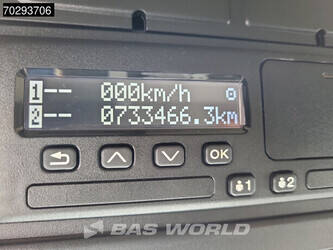 70293706
1-- 000km/h
2-- 0733466.3km
OK
1 2
BAS WORLD